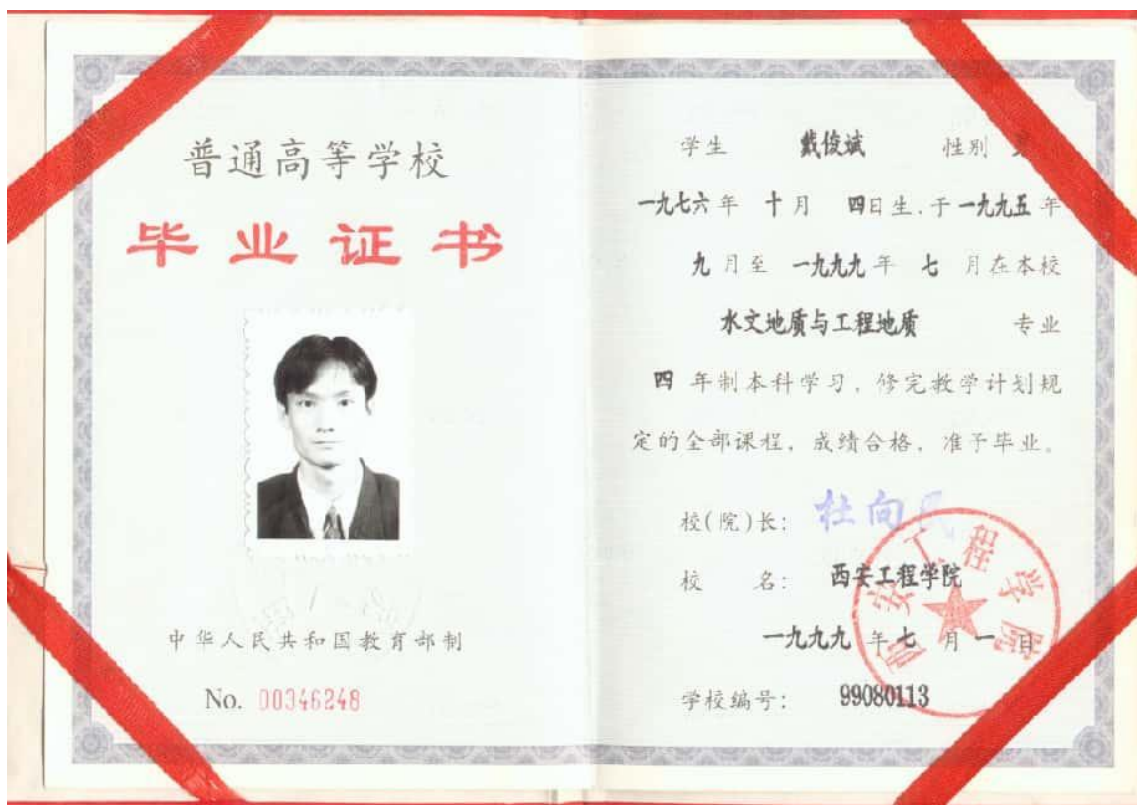 普通高等学校
毕业证书
中华人民共和国教育部制
No. 00346248
学生 戴俊斌 性别
一九七六年 十月 四日生,于一九九五年
九月至 一九九九年 七 月在本校
水文地质与工程地质 专业
四 年制本科学习,修完教学计划规
定的全部课程,成绩合格,准予毕业。
校(院)长: 杜向民
校 名: 西安工程学院
一九九九 年 七 月 一 日
学校编号: 99080113
西安工程学院